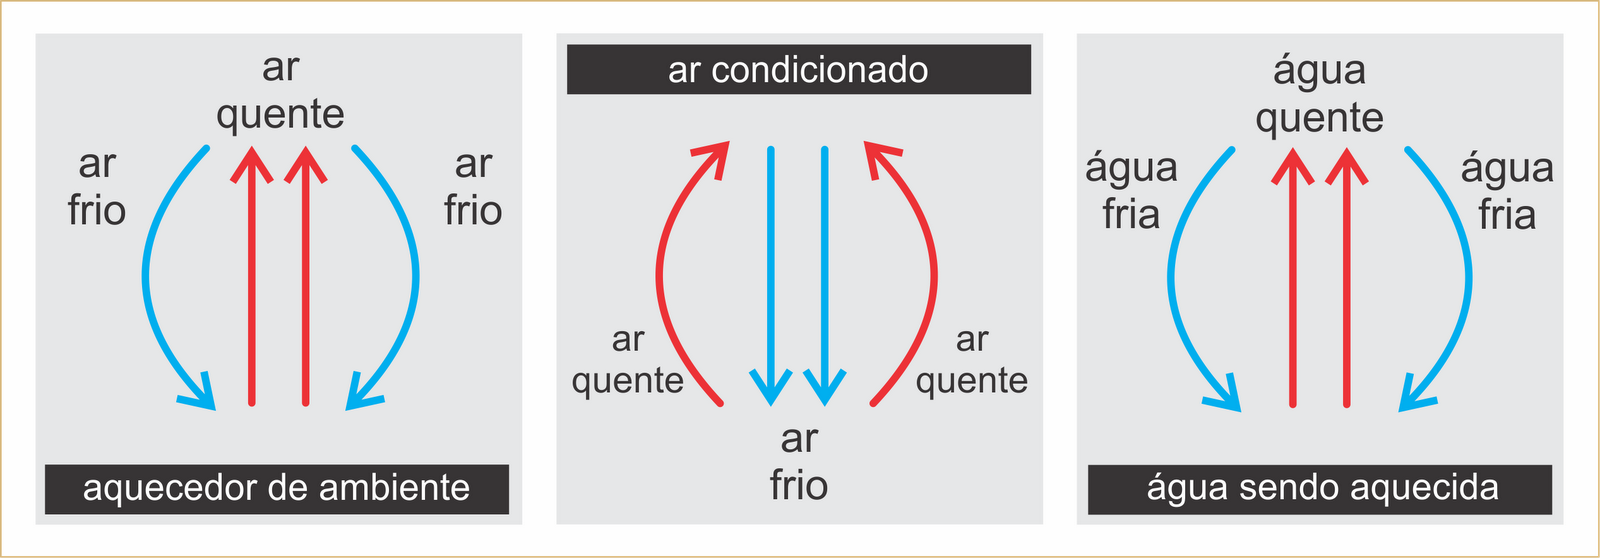 ar
quente
ar
frio
ar
frio
aquecedor de ambiente
ar condicionado
ar
quente
ar
quente
ar
frio
água
quente
água
fria
água
fria
água sendo aquecida